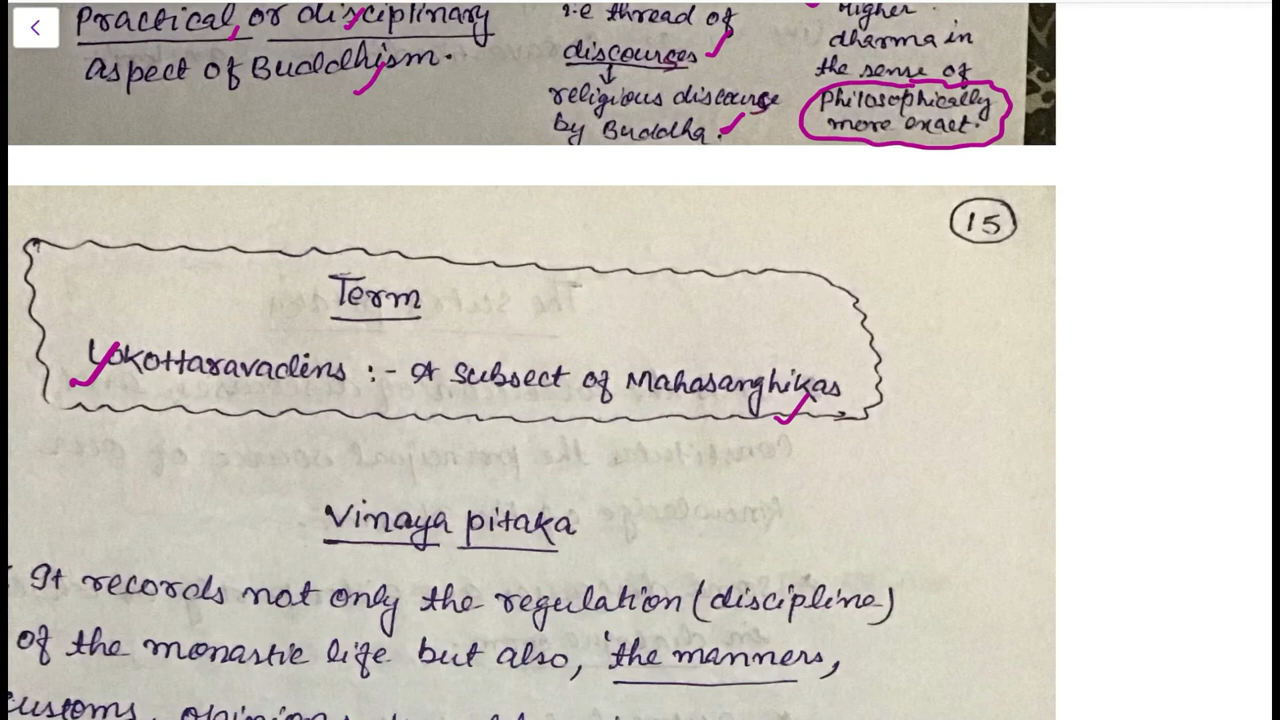 Practical, or disciplinary
aspect of Buddhism.
i.e thread of
discourses
religious discourse
by Buddha.
Higher
dharma in
the sense of
Philosophically
more exact.
15
Term
Lokottaravadins :- A subsect of Mahasanghikas
Vinaya pitaka
It records not only the regulation (discipline)
of the monastic life but also, the manners,
customs, opinions